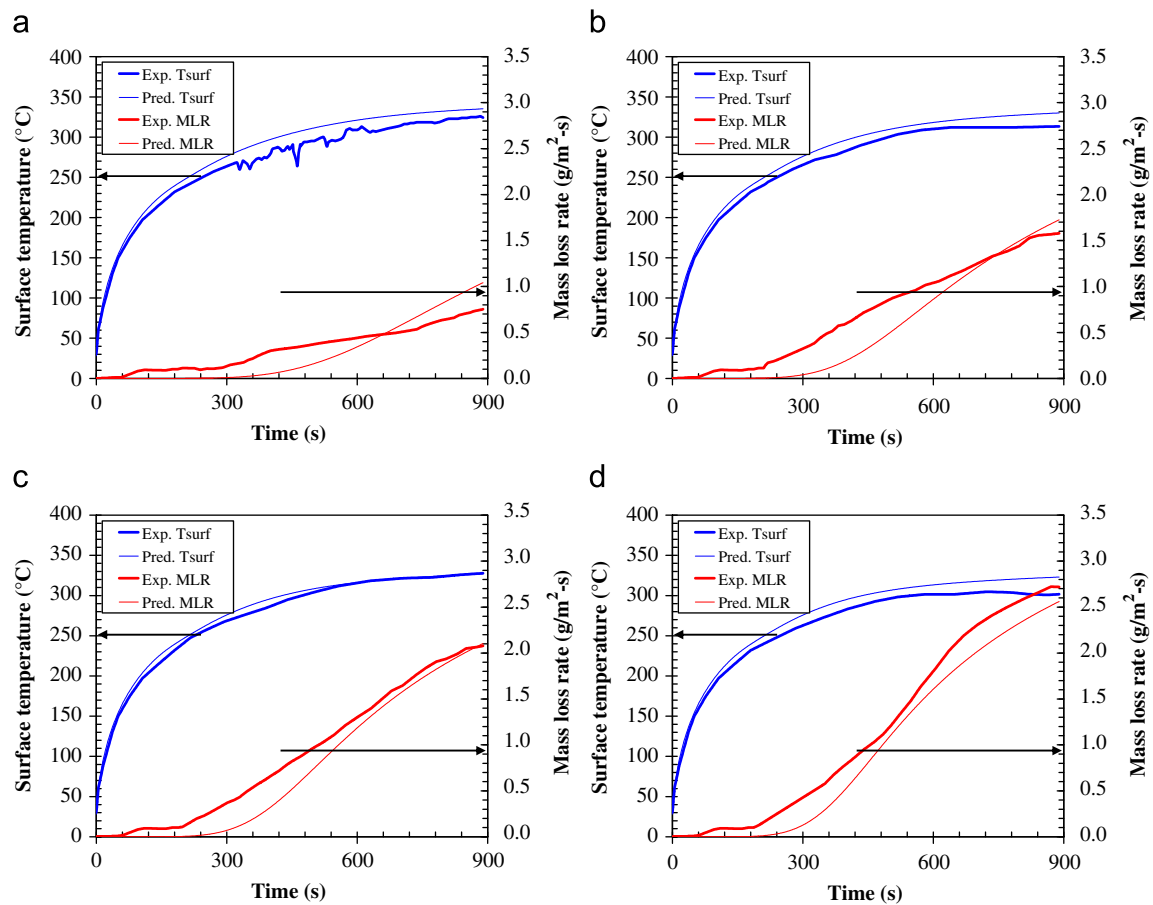 a
400
350
300
250
200
150
100
50
0
Surface temperature (°C)
Exp. Tsurf
Pred. Tsurf
Exp. MLR
Pred. MLR
3.5
3.0
2.5
2.0
1.5
1.0
0.5
0.0
Mass loss rate (g/m²-s)
0 300 600 900
Time (s)
b
400
350
300
250
200
150
100
50
0
Surface temperature (°C)
Exp. Tsurf
Pred. Tsurf
Exp. MLR
Pred. MLR
3.5
3.0
2.5
2.0
1.5
1.0
0.5
0.0
Mass loss rate (g/m²-s)
0 300 600 900
Time (s)
c
400
350
300
250
200
150
100
50
0
Surface temperature (°C)
Exp. Tsurf
Pred. Tsurf
Exp. MLR
Pred. MLR
3.5
3.0
2.5
2.0
1.5
1.0
0.5
0.0
Mass loss rate (g/m²-s)
0 300 600 900
Time (s)
d
400
350
300
250
200
150
100
50
0
Surface temperature (°C)
Exp. Tsurf
Pred. Tsurf
Exp. MLR
Pred. MLR
3.5
3.0
2.5
2.0
1.5
1.0
0.5
0.0
Mass loss rate (g/m²-s)
0 300 600 900
Time (s)